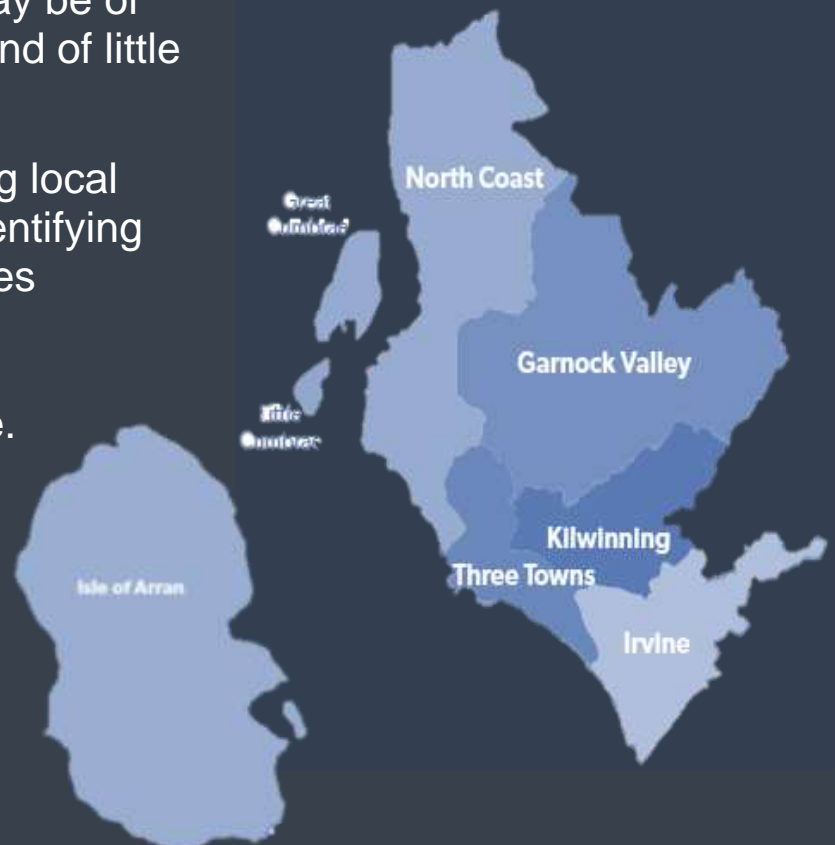 ay be of
nd of little
g local
entifying
es
e.
North Coast
Great
Garnock Valley
Kilwinning
Three Towns
Isle of Arran
Irvine